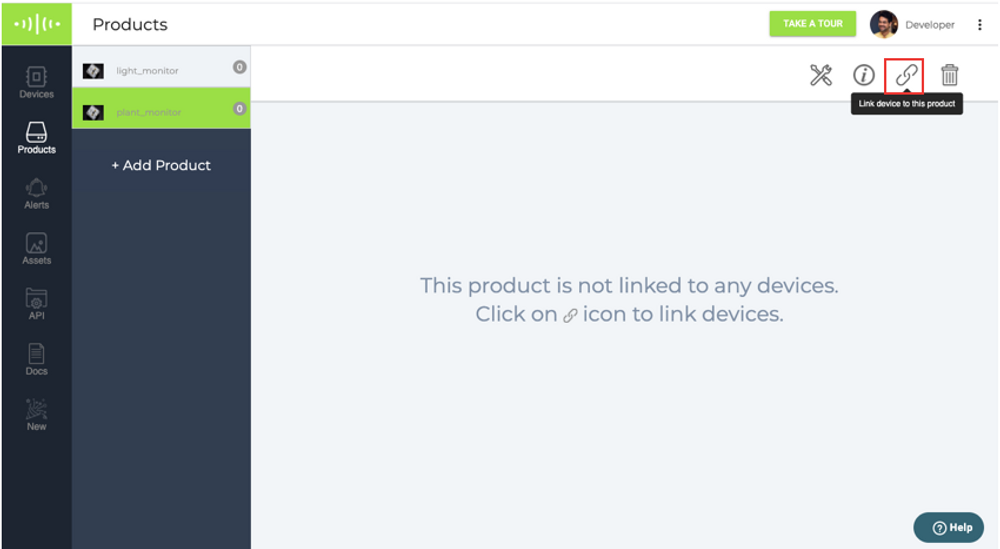 Products
TAKE A TOUR
Developer
light_monitor
0
plant_monitor
0
+ Add Product
Devices
Products
Alerts
Assets
API
Docs
New
Link device to this product
This product is not linked to any devices.
Click on icon to link devices.
Help